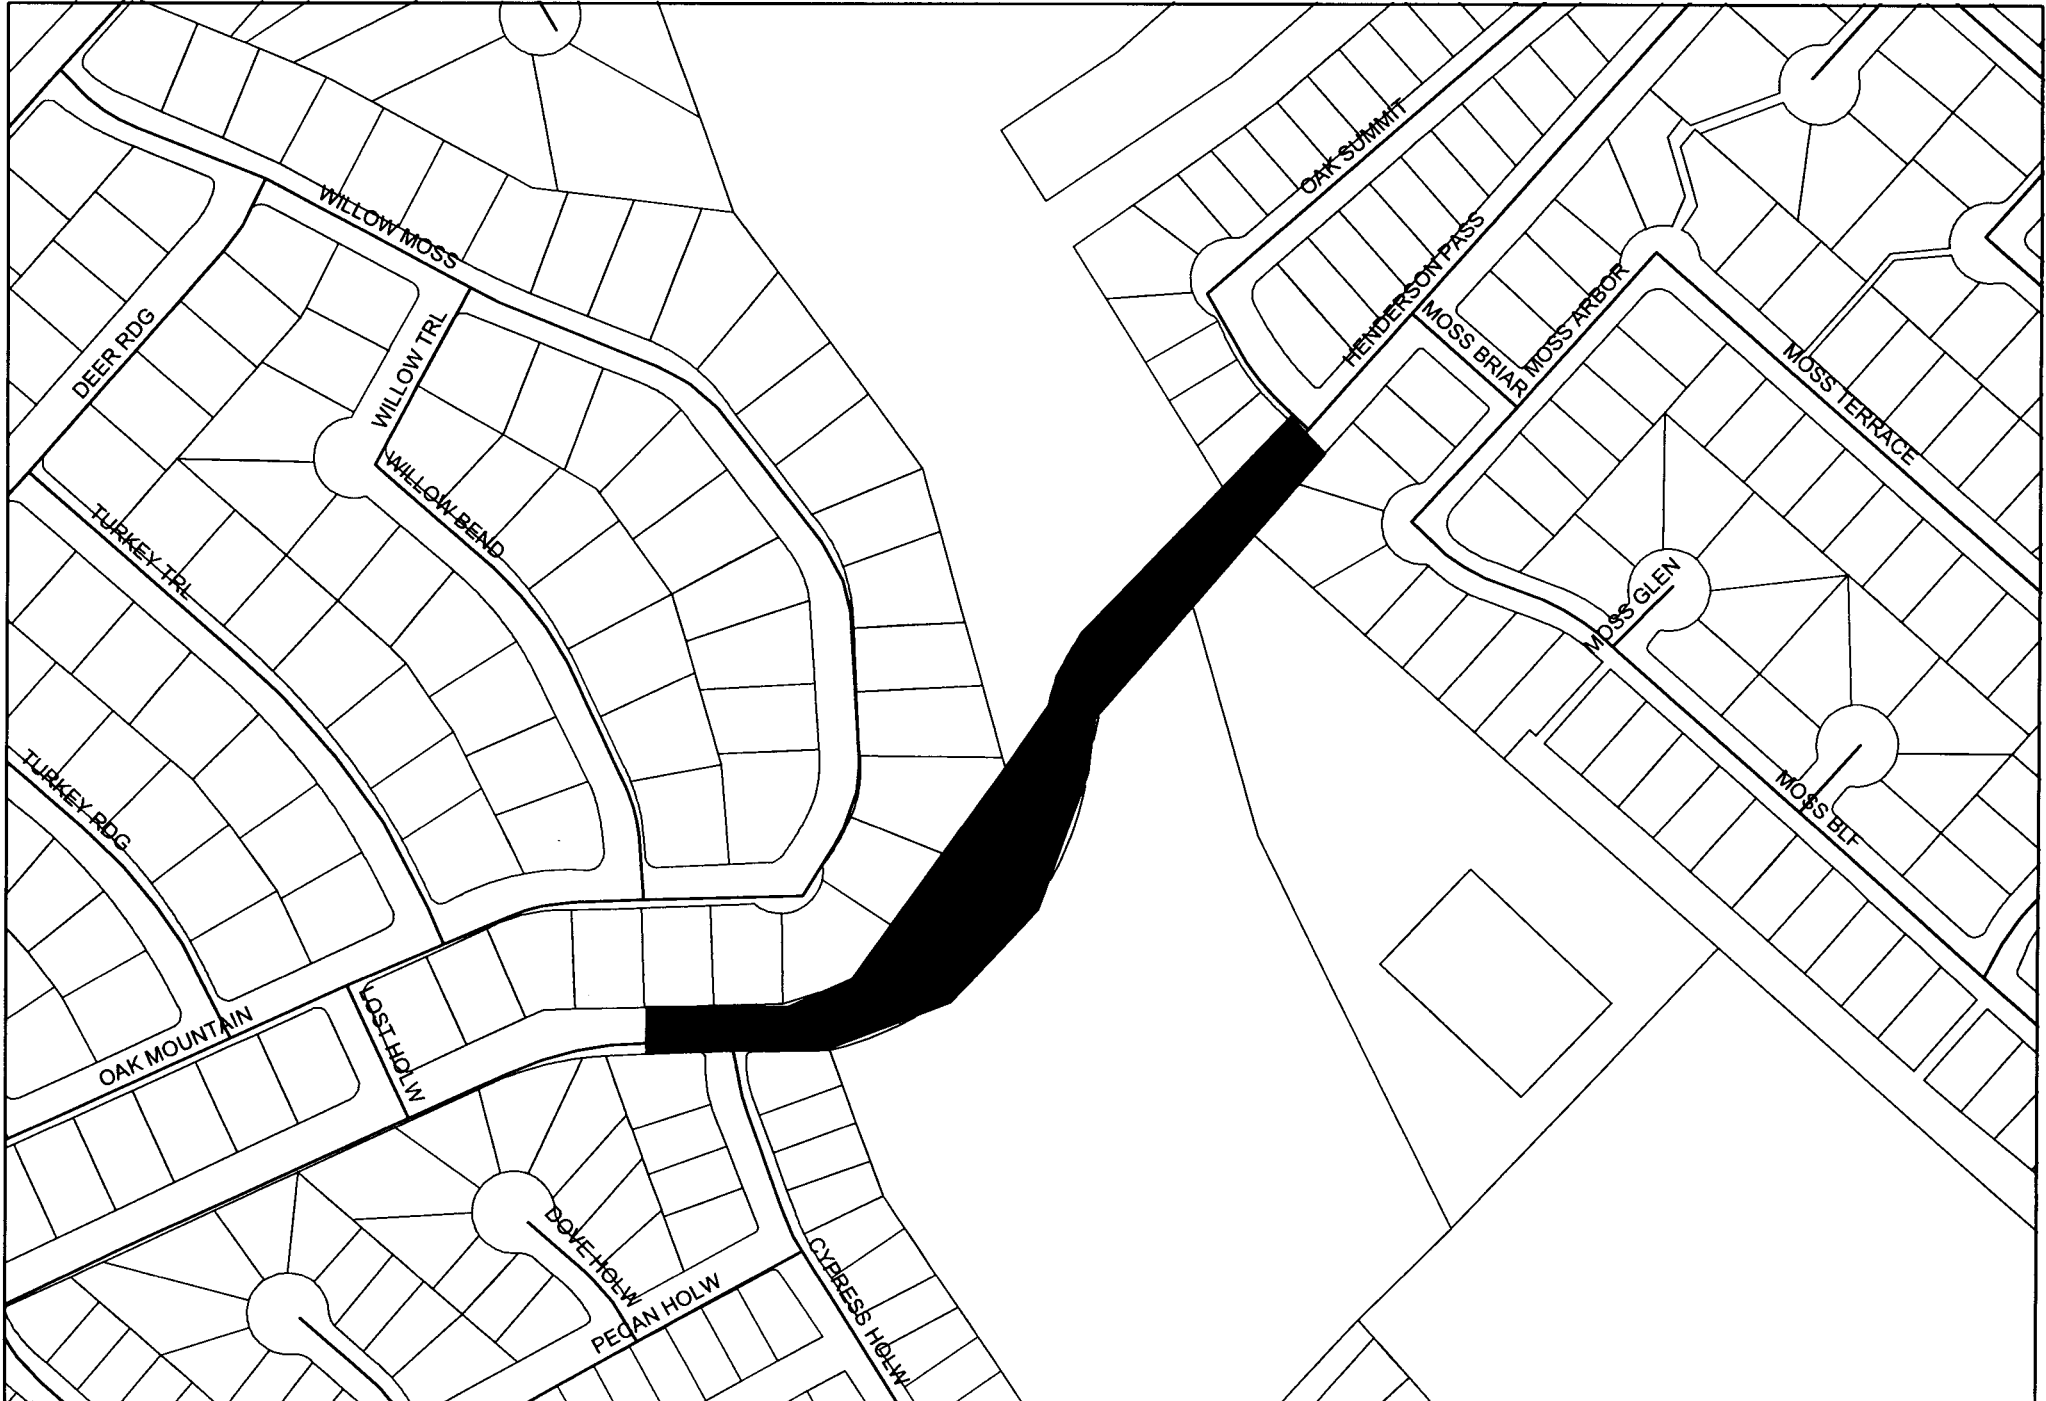 OAK SUMMIT
WILLOW MOSS
HENDERSON PASS
MOSS ARBOR
MOSS BRIAR
MOSS TERRACE
DEER RDG
WILLOW TRL
WILLOW BEND
TURKEY TRL
MOSS GLEN
TURKEY RDG
MOSS BLF
OAK MOUNTAIN
LOST HOLW
DOVE HOLW
PECAN HOLW
CYPRESS HOLW